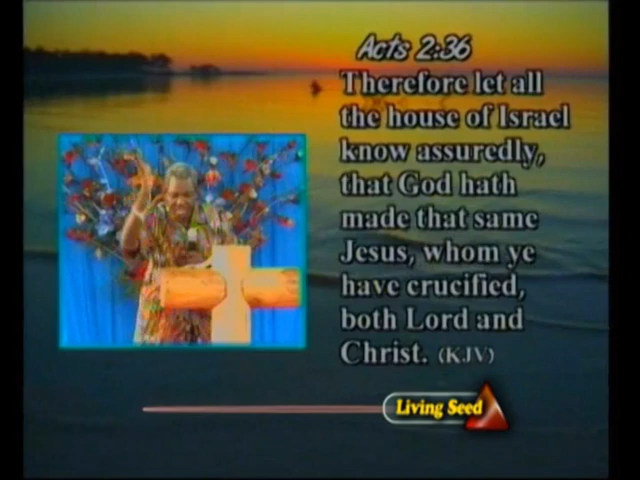 Acts 2:36
Therefore let all
the house of Israel
know assuredly,
that God hath
made that same
Jesus, whom ye
have crucified,
both Lord and
Christ. (KJV)
Living Seed